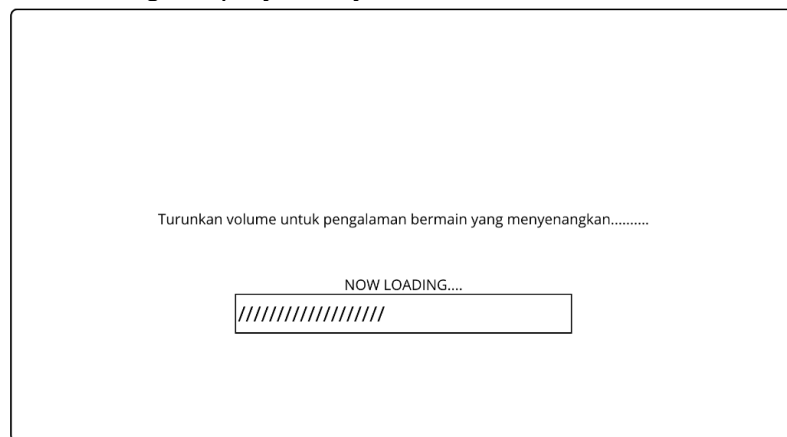 Turunkan volume untuk pengalaman bermain yang menyenangkan..........
NOW LOADING....
///////////////////